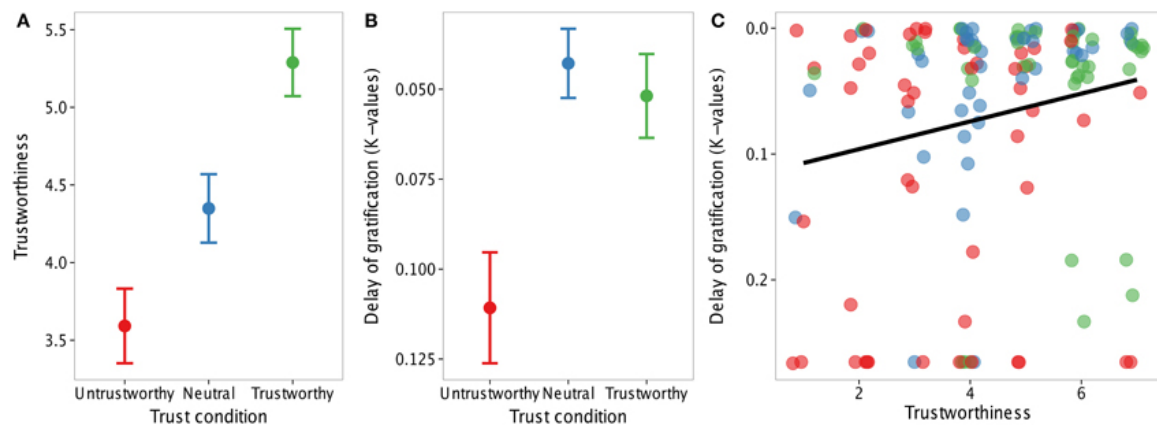 A
5.5
5.0
4.5
4.0
3.5
Trustworthiness
Untrustworthy Neutral Trustworthy
Trust condition
B
0.050
0.075
0.100
0.125
Delay of gratification (K–values)
Untrustworthy Neutral Trustworthy
Trust condition
C
0.0
0.1
0.2
Delay of gratification (K–values)
2 4 6
Trustworthiness